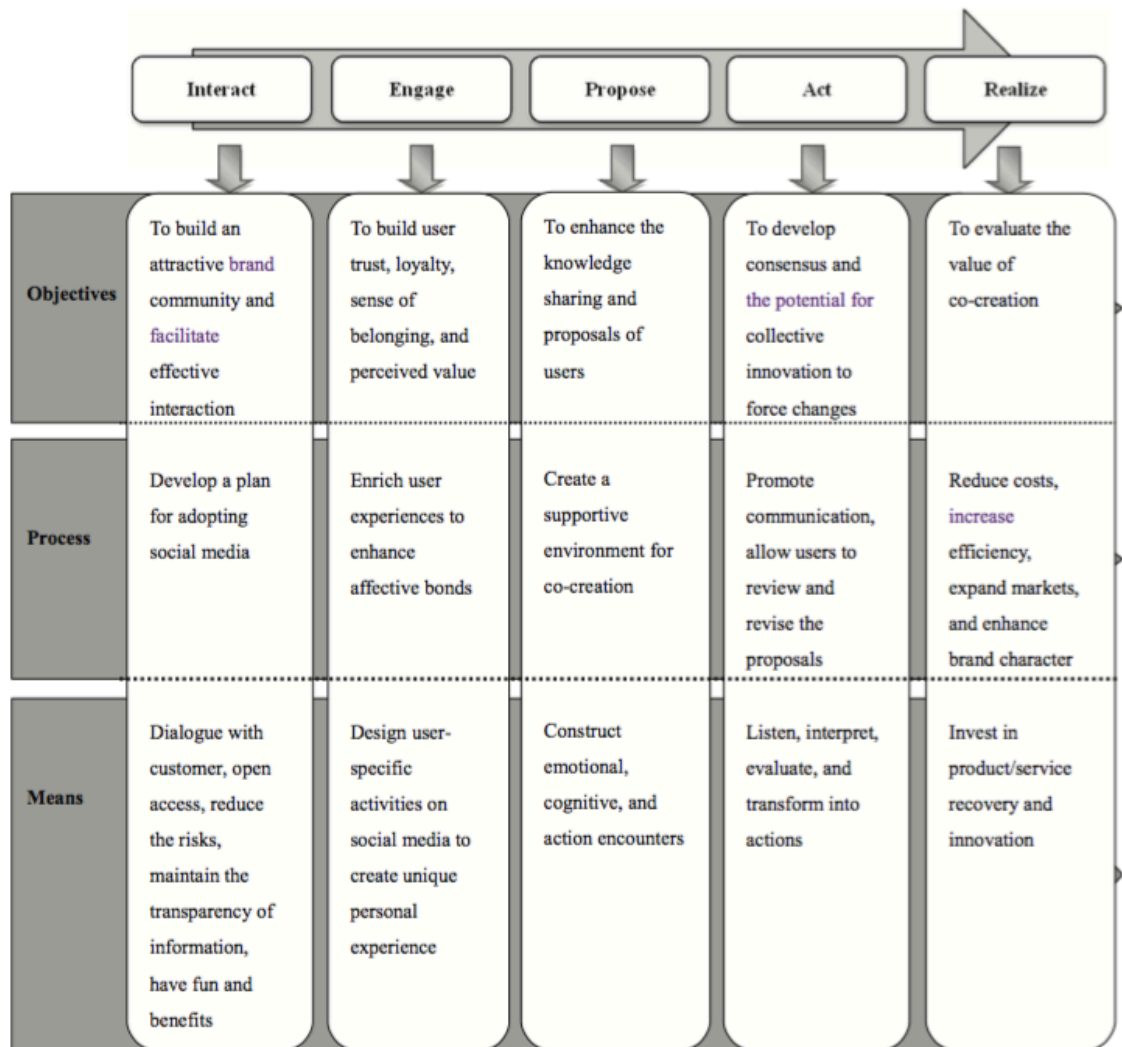 Interact
Engage
Propose
Act
Realize
Objectives
To build an
attractive brand
community and
facilitate
effective
interaction
To build user
trust, loyalty,
sense of
belonging, and
perceived value
To enhance the
knowledge
sharing and
proposals of
users
To develop
consensus and
the potential for
collective
innovation to
force changes
To evaluate the
value of
co-creation
Process
Develop a plan
for adopting
social media
Enrich user
experiences to
enhance
affective bonds
Create a
supportive
environment for
co-creation
Promote
communication,
allow users to
review and
revise the
proposals
Reduce costs,
increase
efficiency,
expand markets,
and enhance
brand character
Means
Dialogue with
customer, open
access, reduce
the risks,
maintain the
transparency of
information,
have fun and
benefits
Design user-
specific
activities on
social media to
create unique
personal
experience
Construct
emotional,
cognitive, and
action encounters
Listen, interpret,
evaluate, and
transform into
actions
Invest in
product/service
recovery and
innovation